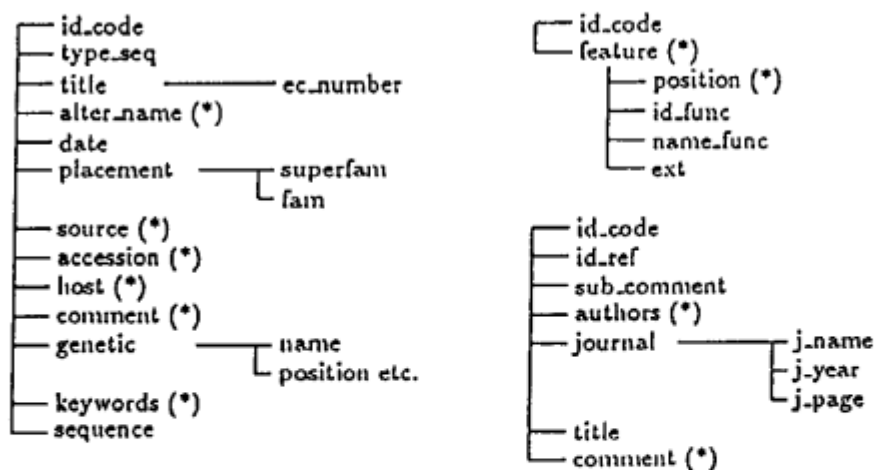 id_code
type_seq
title ec_number
alter_name (*)
date
placement superfam
fam
source (*)
accession (*)
host (*)
comment (*)
genetic name
position etc.
keywords (*)
sequence
id_code
feature (*)
position (*)
id_func
name_func
ext
id_code
id_ref
sub_comment
authors (*)
journal j_name
j_year
j_page
title
comment (*)